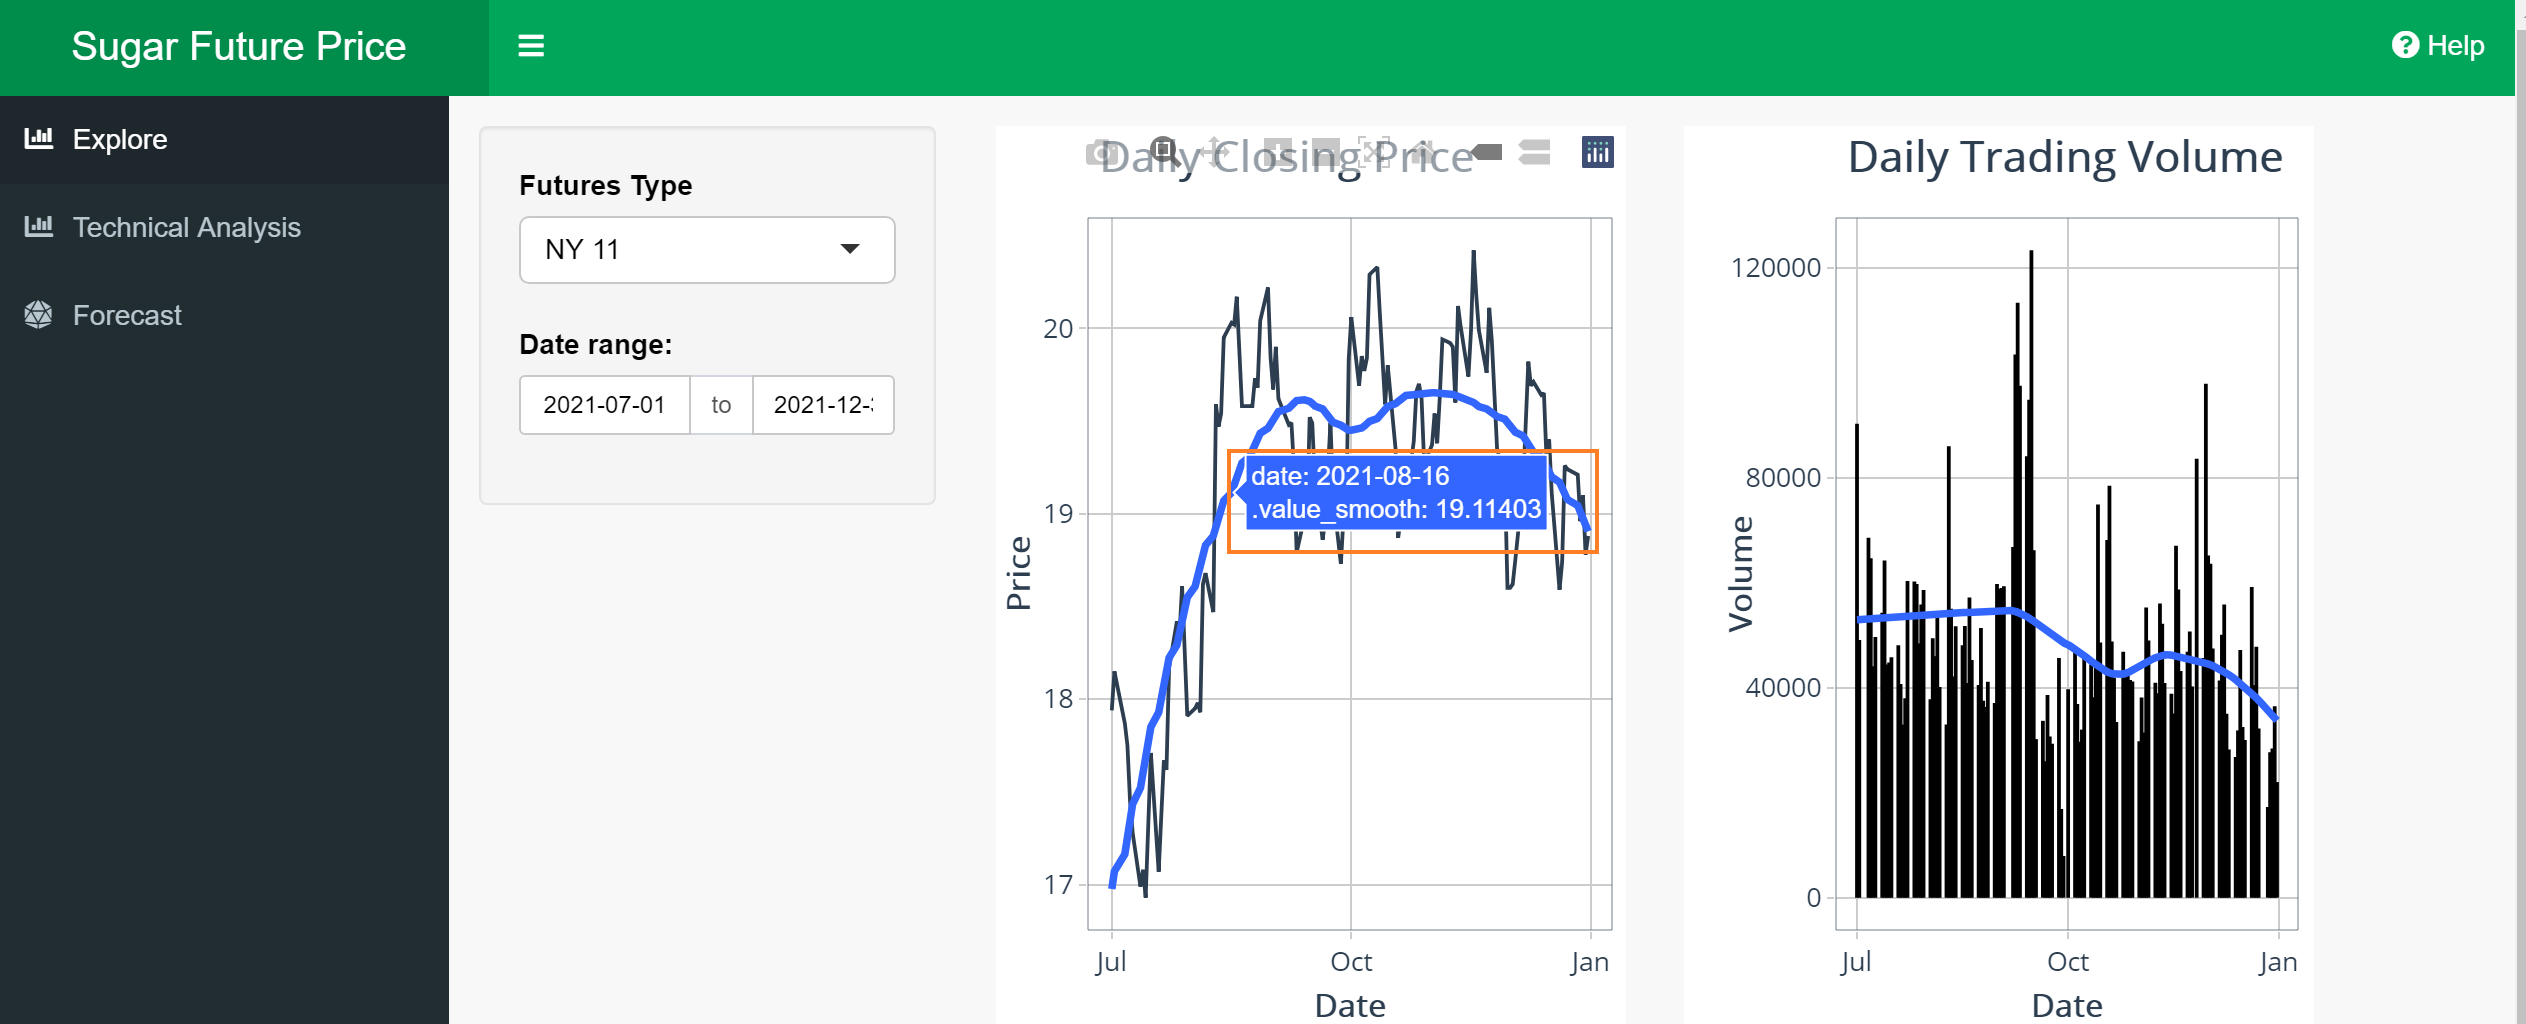 Sugar Future Price
Help
Explore
Technical Analysis
Forecast
Futures Type
NY 11
Date range:
2021-07-01
to
2021-12-
Daily Closing Price
20
19
18
17
Price
date: 2021-08-16
.value_smooth: 19.11403
Jul
Oct
Jan
Date
Daily Trading Volume
120000
80000
40000
0
Volume
Jul
Oct
Jan
Date